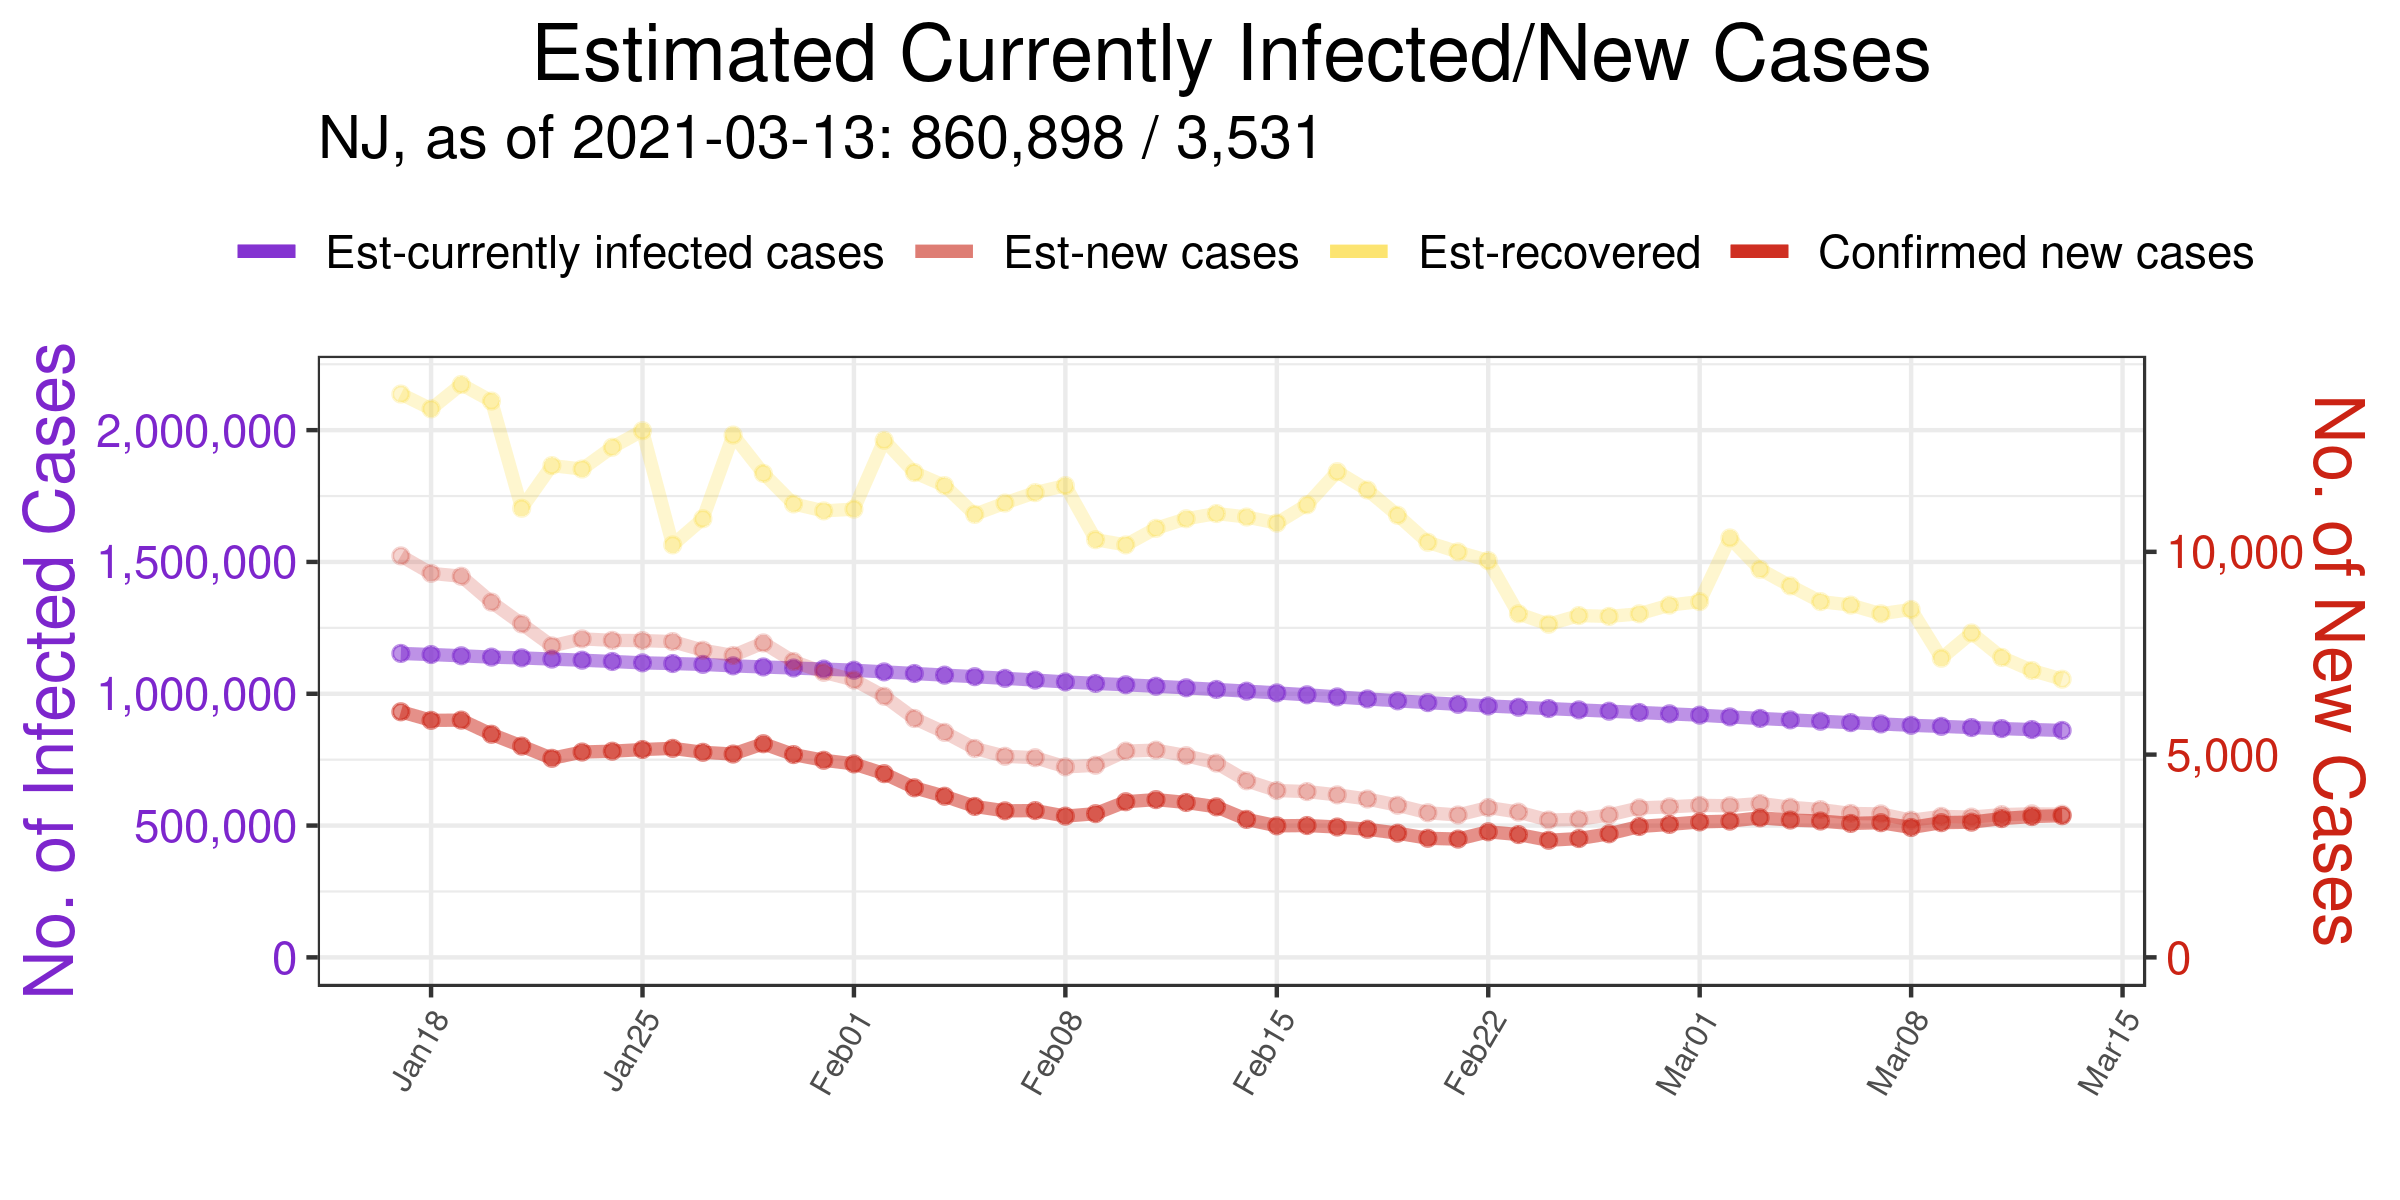 Estimated Currently Infected/New Cases
NJ, as of 2021-03-13: 860,898 / 3,531
Est-currently infected cases Est-new cases Est-recovered Confirmed new cases
No. of Infected Cases
2,000,000
1,500,000
1,000,000
500,000
0
No. of New Cases
10,000
5,000
0
Jan18 Jan25 Feb01 Feb08 Feb15 Feb22 Mar01 Mar08 Mar15